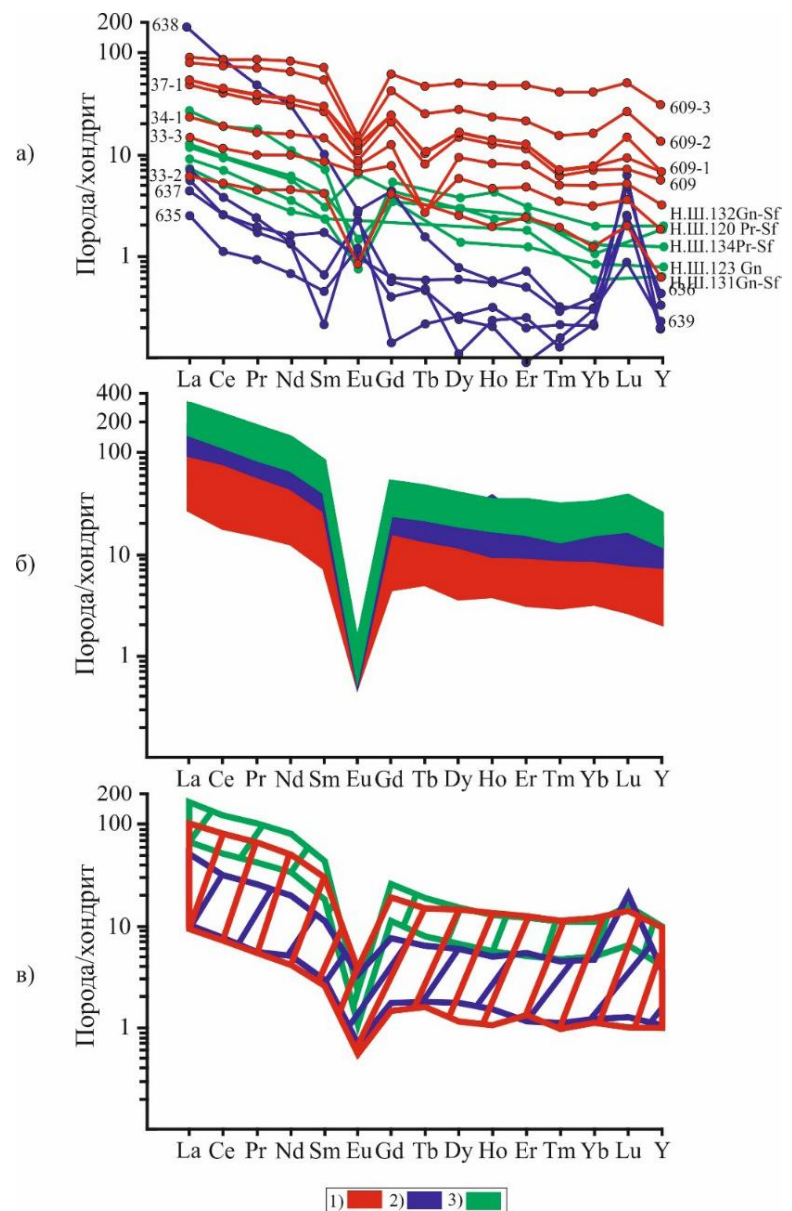 а)
Порода/хондрит
200
100
10
1
638
37-1
34-1
33-3
33-2
637
635
609-3
609-2
609-1
609
Н.Ш.132Gn-Sf
Н.Ш.120 Pr-Sf
Н.Ш.134Pr-Sf
Н.Ш.123 Gn
Н.Ш.131Gn-Sf
636
639
La Ce Pr Nd Sm Eu Gd Tb Dy Ho Er Tm Yb Lu Y
б)
Порода/хондрит
400
200
100
10
1
La Ce Pr Nd Sm Eu Gd Tb Dy Ho Er Tm Yb Lu Y
в)
Порода/хондрит
200
100
10
1
La Ce Pr Nd Sm Eu Gd Tb Dy Ho Er Tm Yb Lu Y
1) 2) 3)